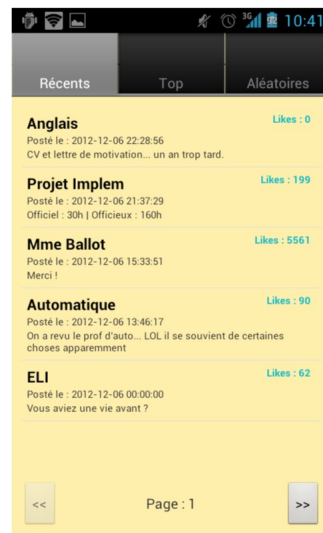 3G 10:41
Récents Top Aléatoires
Anglais Likes : 0
Posté le : 2012-12-06 22:28:56
CV et lettre de motivation... un an trop tard.
Projet Implem Likes : 199
Posté le : 2012-12-06 21:37:29
Officiel : 30h | Officieux : 160h
Mme Ballot Likes : 5561
Posté le : 2012-12-06 15:33:51
Merci !
Automatique Likes : 90
Posté le : 2012-12-06 13:46:17
On a revu le prof d'auto... LOL il se souvient de certaines
choses apparemment
ELI Likes : 62
Posté le : 2012-12-06 00:00:00
Vous aviez une vie avant ?
<< Page : 1 >>